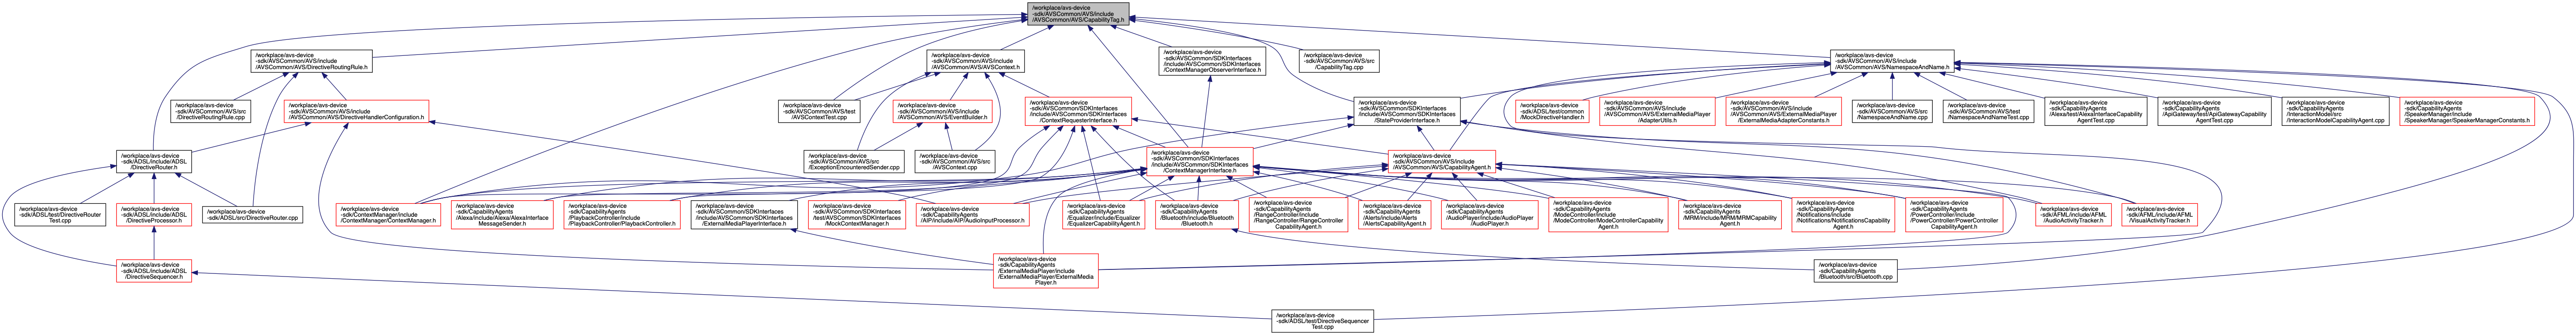 /workplace/avs-device
-sdk/AVSCommon/AVS/include
/AVSCommon/AVS/CapabilityTag.h
/workplace/avs-device
-sdk/AVSCommon/AVS/include
/AVSCommon/AVS/DirectiveRoutingRule.h
/workplace/avs-device
-sdk/AVSCommon/AVS/include
/AVSCommon/AVS/AVSContext.h
/workplace/avs-device
-sdk/AVSCommon/SDKInterfaces
/include/AVSCommon/SDKInterfaces
/ContextManagerObserverInterface.h
/workplace/avs-device
-sdk/AVSCommon/AVS/src
/CapabilityTag.cpp
/workplace/avs-device
-sdk/AVSCommon/AVS/include
/AVSCommon/AVS/NamespaceAndName.h
/workplace/avs-device
-sdk/AVSCommon/AVS/src
/DirectiveRoutingRule.cpp
/workplace/avs-device
-sdk/AVSCommon/AVS/include
/AVSCommon/AVS/DirectiveHandlerConfiguration.h
/workplace/avs-device
-sdk/AVSCommon/AVS/test
/AVSContextTest.cpp
/workplace/avs-device
-sdk/AVSCommon/AVS/include
/AVSCommon/AVS/EventBuilder.h
/workplace/avs-device
-sdk/AVSCommon/SDKInterfaces
/include/AVSCommon/SDKInterfaces
/ContextRequesterInterface.h
/workplace/avs-device
-sdk/AVSCommon/SDKInterfaces
/include/AVSCommon/SDKInterfaces
/StateProviderInterface.h
/workplace/avs-device
-sdk/ADSL/test/common
/MockDirectiveHandler.h
/workplace/avs-device
-sdk/AVSCommon/AVS/include
/AVSCommon/AVS/ExternalMediaPlayer
/AdapterUtils.h
/workplace/avs-device
-sdk/AVSCommon/AVS/include
/AVSCommon/AVS/ExternalMediaPlayer
/ExternalMediaAdapterConstants.h
/workplace/avs-device
-sdk/AVSCommon/AVS/src
/NamespaceAndName.cpp
/workplace/avs-device
-sdk/AVSCommon/AVS/test
/NamespaceAndNameTest.cpp
/workplace/avs-device
-sdk/CapabilityAgents
/Alexa/test/AlexaInterfaceCapability
AgentTest.cpp
/workplace/avs-device
-sdk/CapabilityAgents
/ApiGateway/test/ApiGatewayCapability
AgentTest.cpp
/workplace/avs-device
-sdk/CapabilityAgents
/InteractionModel/src
/InteractionModelCapabilityAgent.cpp
/workplace/avs-device
-sdk/CapabilityAgents
/SpeakerManager/include
/SpeakerManager/SpeakerManagerConstants.h
/workplace/avs-device
-sdk/ADSL/include/ADSL
/DirectiveRouter.h
/workplace/avs-device
-sdk/AVSCommon/AVS/src
/ExceptionEncounteredSender.cpp
/workplace/avs-device
-sdk/AVSCommon/AVS/src
/AVSContext.cpp
/workplace/avs-device
-sdk/AVSCommon/SDKInterfaces
/include/AVSCommon/SDKInterfaces
/ContextManagerInterface.h
/workplace/avs-device
-sdk/AVSCommon/AVS/include
/AVSCommon/AVS/CapabilityAgent.h
/workplace/avs-device
-sdk/ADSL/test/DirectiveRouter
Test.cpp
/workplace/avs-device
-sdk/ADSL/include/ADSL
/DirectiveProcessor.h
/workplace/avs-device
-sdk/ADSL/src/DirectiveRouter.cpp
/workplace/avs-device
-sdk/ContextManager/include
/ContextManager/ContextManager.h
/workplace/avs-device
-sdk/CapabilityAgents
/Alexa/include/Alexa/AlexaInterface
MessageSender.h
/workplace/avs-device
-sdk/CapabilityAgents
/PlaybackController/include
/PlaybackController/PlaybackController.h
/workplace/avs-device
-sdk/AVSCommon/SDKInterfaces
/include/AVSCommon/SDKInterfaces
/ExternalMediaPlayerInterface.h
/workplace/avs-device
-sdk/AVSCommon/SDKInterfaces
/test/AVSCommon/SDKInterfaces
/MockContextManager.h
/workplace/avs-device
-sdk/CapabilityAgents
/AIP/include/AIP/AudioInputProcessor.h
/workplace/avs-device
-sdk/CapabilityAgents
/Equalizer/include/Equalizer
/EqualizerCapabilityAgent.h
/workplace/avs-device
-sdk/CapabilityAgents
/Bluetooth/include/Bluetooth
/Bluetooth.h
/workplace/avs-device
-sdk/CapabilityAgents
/RangeController/include
/RangeController/RangeController
CapabilityAgent.h
/workplace/avs-device
-sdk/CapabilityAgents
/Alerts/include/Alerts
/AlertsCapabilityAgent.h
/workplace/avs-device
-sdk/CapabilityAgents
/AudioPlayer/include/AudioPlayer
/AudioPlayer.h
/workplace/avs-device
-sdk/CapabilityAgents
/ModeController/include
/ModeController/ModeControllerCapability
Agent.h
/workplace/avs-device
-sdk/CapabilityAgents
/MRM/include/MRM/MRMCapability
Agent.h
/workplace/avs-device
-sdk/CapabilityAgents
/Notifications/include
/Notifications/NotificationsCapability
Agent.h
/workplace/avs-device
-sdk/CapabilityAgents
/PowerController/include
/PowerController/PowerController
CapabilityAgent.h
/workplace/avs-device
-sdk/AFML/include/AFML
/AudioActivityTracker.h
/workplace/avs-device
-sdk/AFML/include/AFML
/VisualActivityTracker.h
/workplace/avs-device
-sdk/ADSL/include/ADSL
/DirectiveSequencer.h
/workplace/avs-device
-sdk/CapabilityAgents
/ExternalMediaPlayer/include
/ExternalMediaPlayer/ExternalMedia
Player.h
/workplace/avs-device
-sdk/CapabilityAgents
/Bluetooth/src/Bluetooth.cpp
/workplace/avs-device
-sdk/ADSL/test/DirectiveSequencer
Test.cpp